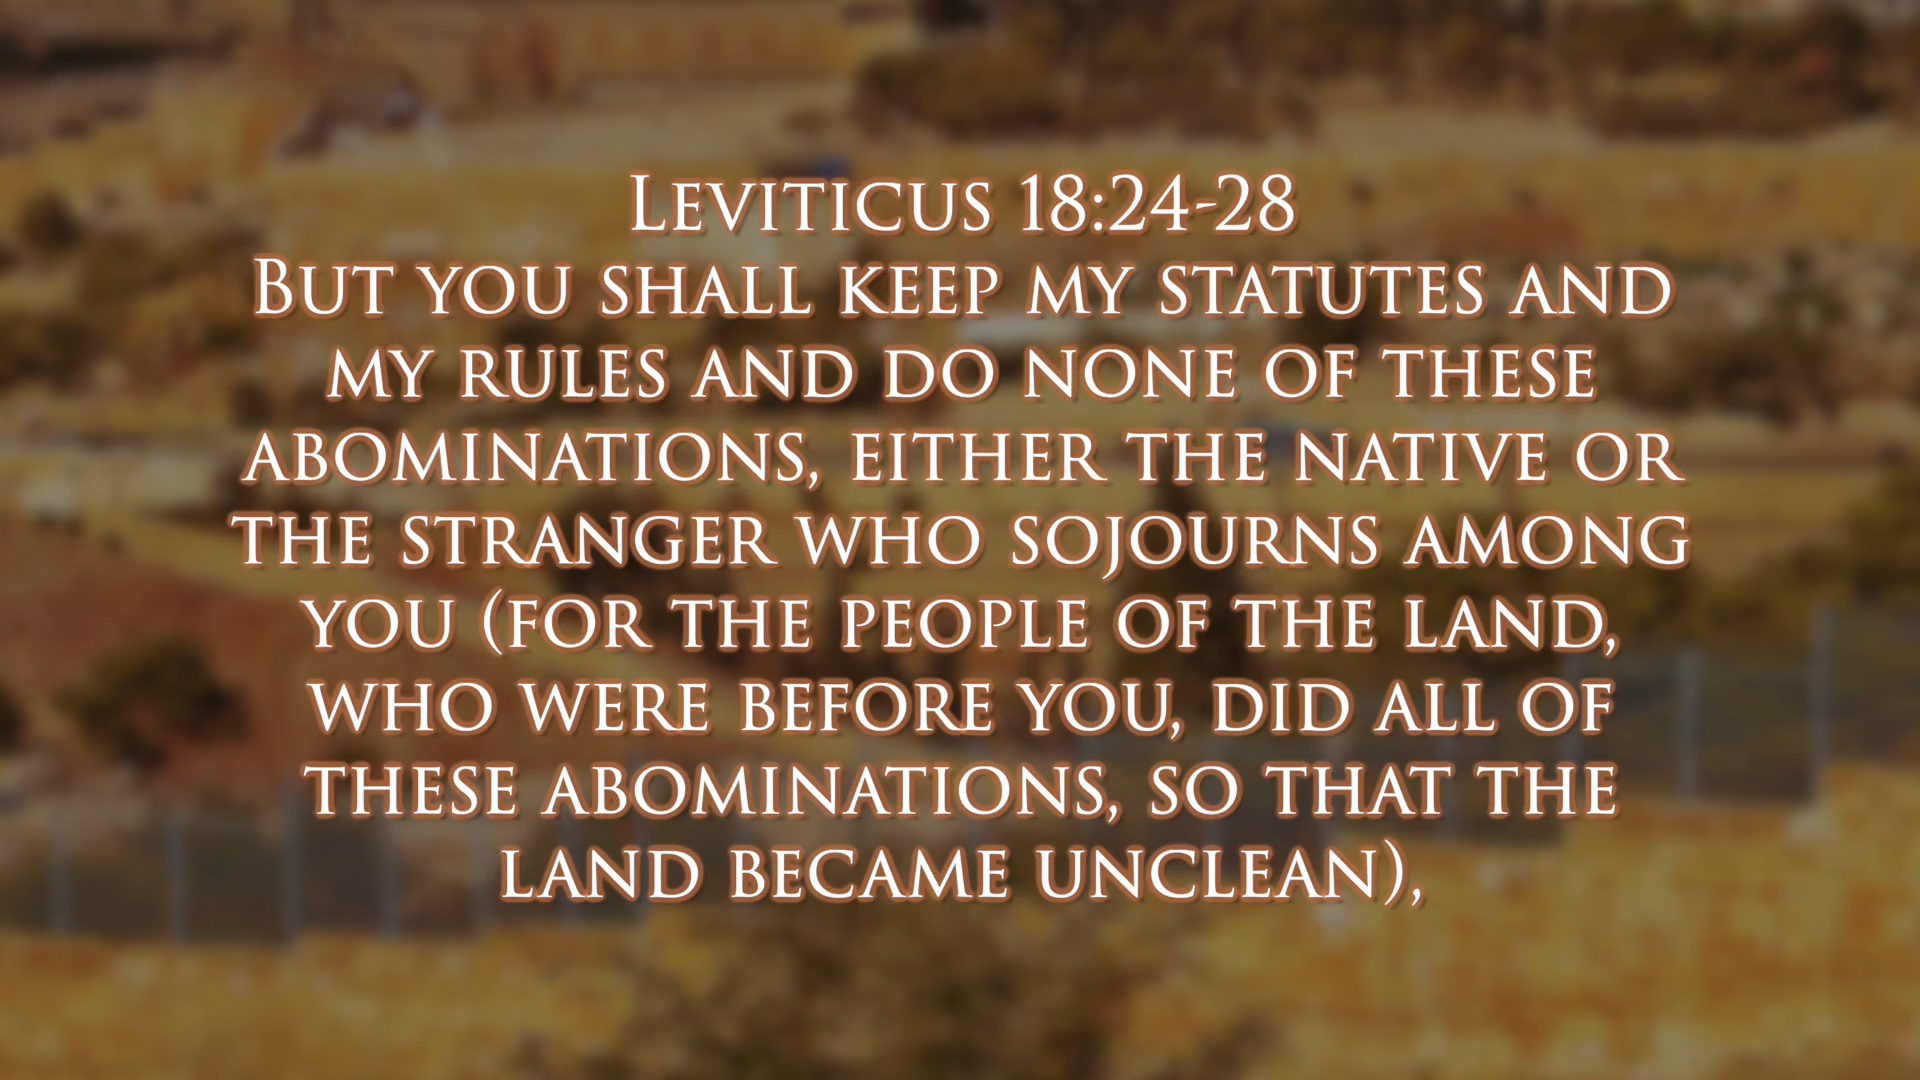 Leviticus 18:24-28
But you shall keep my statutes and
my rules and do none of these
abominations, either the native or
the stranger who sojourns among
you (for the people of the land,
who were before you, did all of
these abominations, so that the
land became unclean),